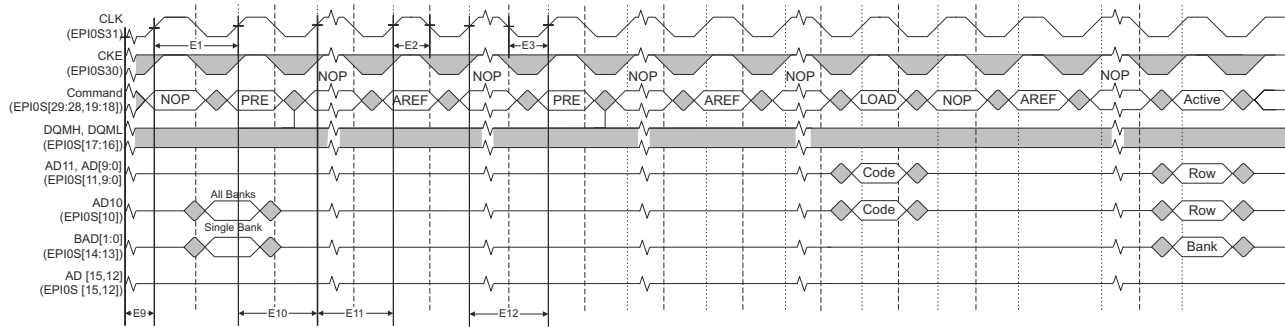 CLK
(EPI0S31)
E1
E2
E3
CKE
(EPI0S30)
NOP NOP NOP NOP NOP
Command
(EPI0S[29:28,19:18])
NOP PRE AREF PRE AREF LOAD NOP AREF Active
DQMH, DQML
(EPI0S[17:16])
AD11, AD[9:0]
(EPI0S[11,9:0]
Code Row
All Banks
AD10
(EPI0S[10])
Code Row
Single Bank
BAD[1:0]
(EPI0S[14:13])
Bank
AD [15,12]
(EPI0S [15,12])
E9 E10 E11 E12